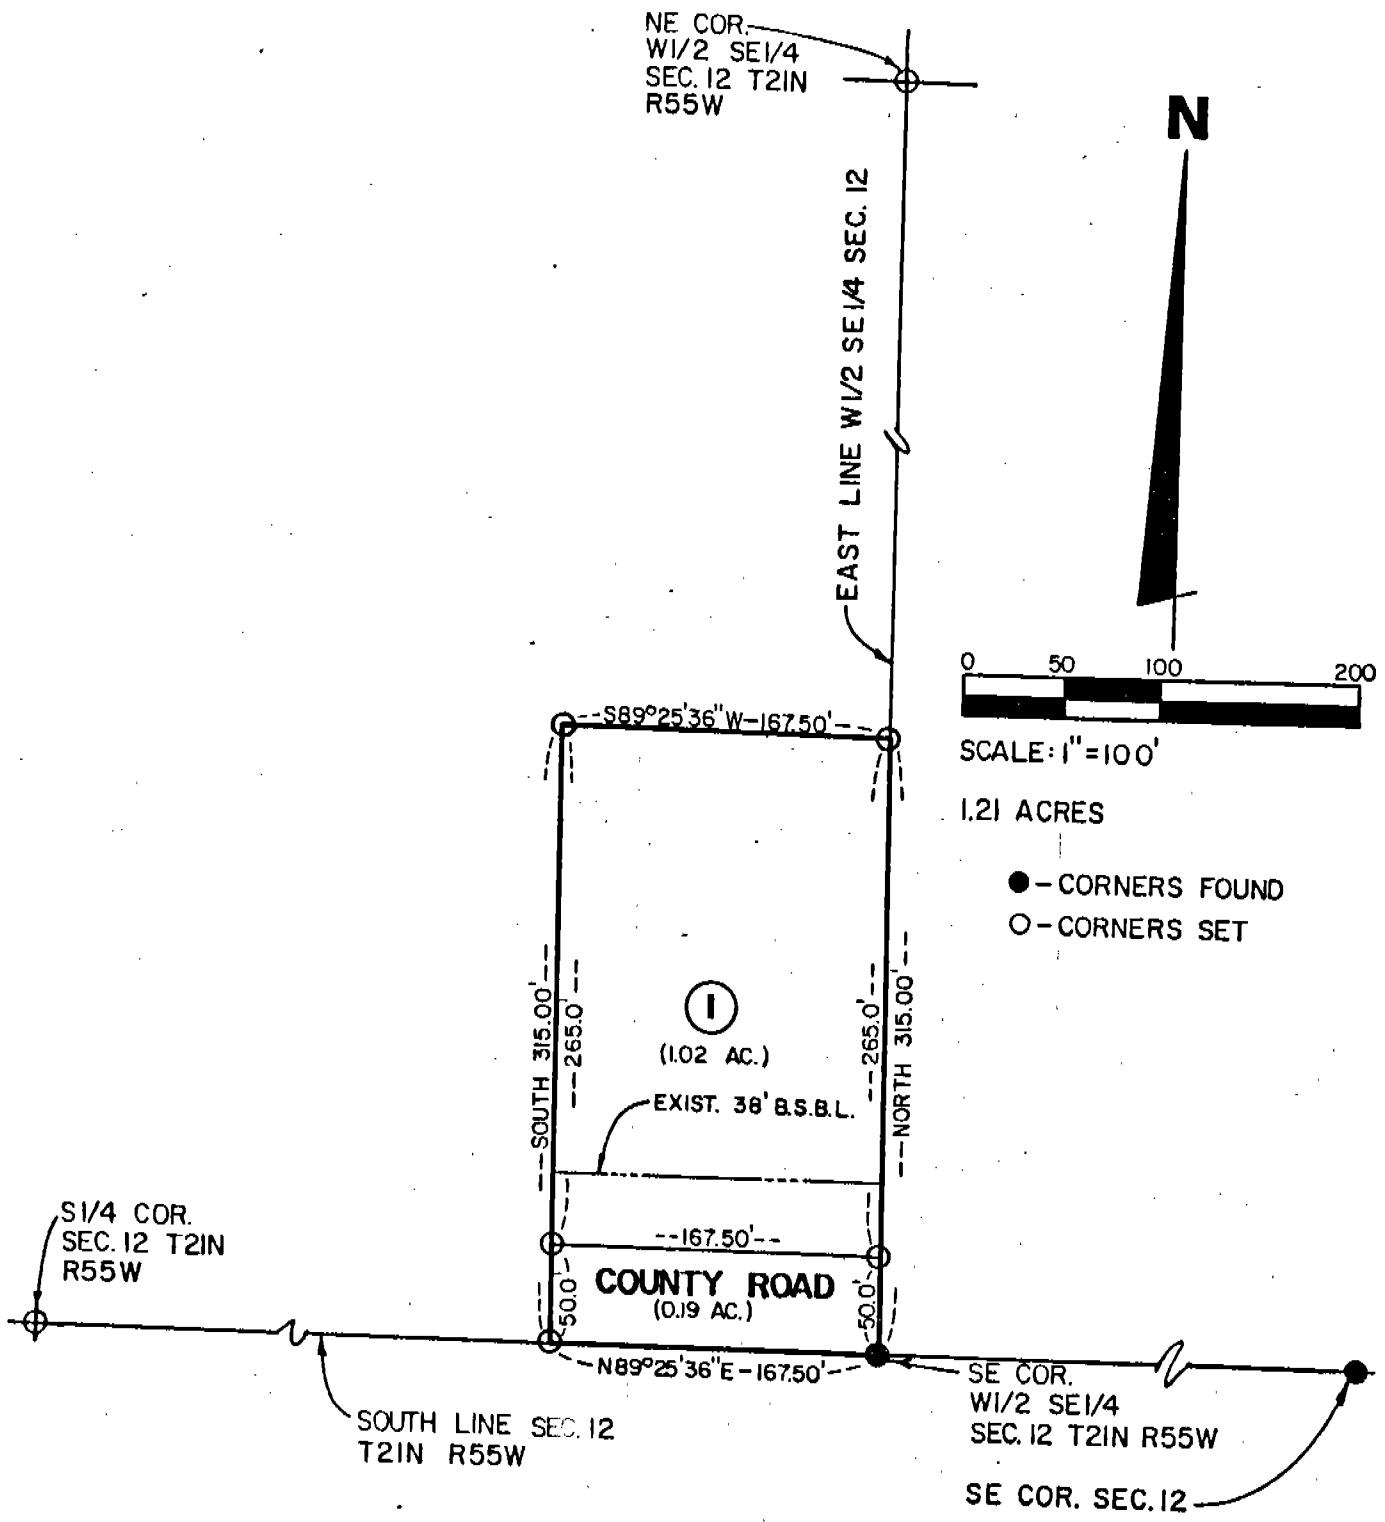 NE COR.
W1/2 SE1/4
SEC. 12 T21N
R55W
N
EAST LINE W1/2 SE1/4 SEC. 12
0 50 100 200
SCALE: 1"=100'
1.21 ACRES
S89°25'36"W-167.50'
- CORNERS FOUND
- CORNERS SET
SOUTH 315.00'
265.0'
1
(1.02 AC.)
265.0'
NORTH 315.00'
EXIST. 38' B.S.B.L.
S1/4 COR.
SEC. 12 T21N
R55W
167.50'
50.0'
COUNTY ROAD
(0.19 AC.)
50.0'
N89°25'36"E-167.50'
SE COR.
W1/2 SE1/4
SEC. 12 T21N R55W
SOUTH LINE SEC. 12
T21N R55W
SE COR. SEC. 12